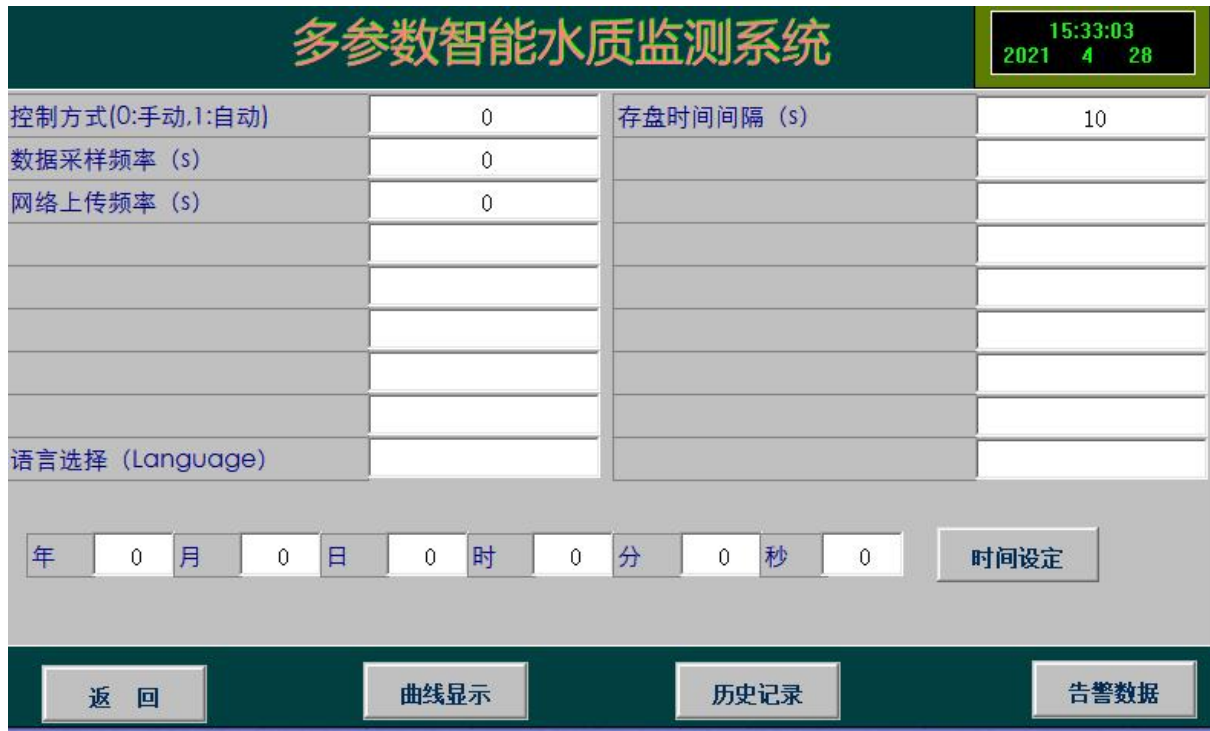 多参数智能水质监测系统
15:33:03
2021 4 28
控制方式(0:手动,1:自动) 0 存盘时间间隔（s） 10
数据采样频率（s） 0
网络上传频率（s） 0
语言选择（Language）
年 0 月 0 日 0 时 0 分 0 秒 0 时间设定
返 回 曲线显示 历史记录 告警数据